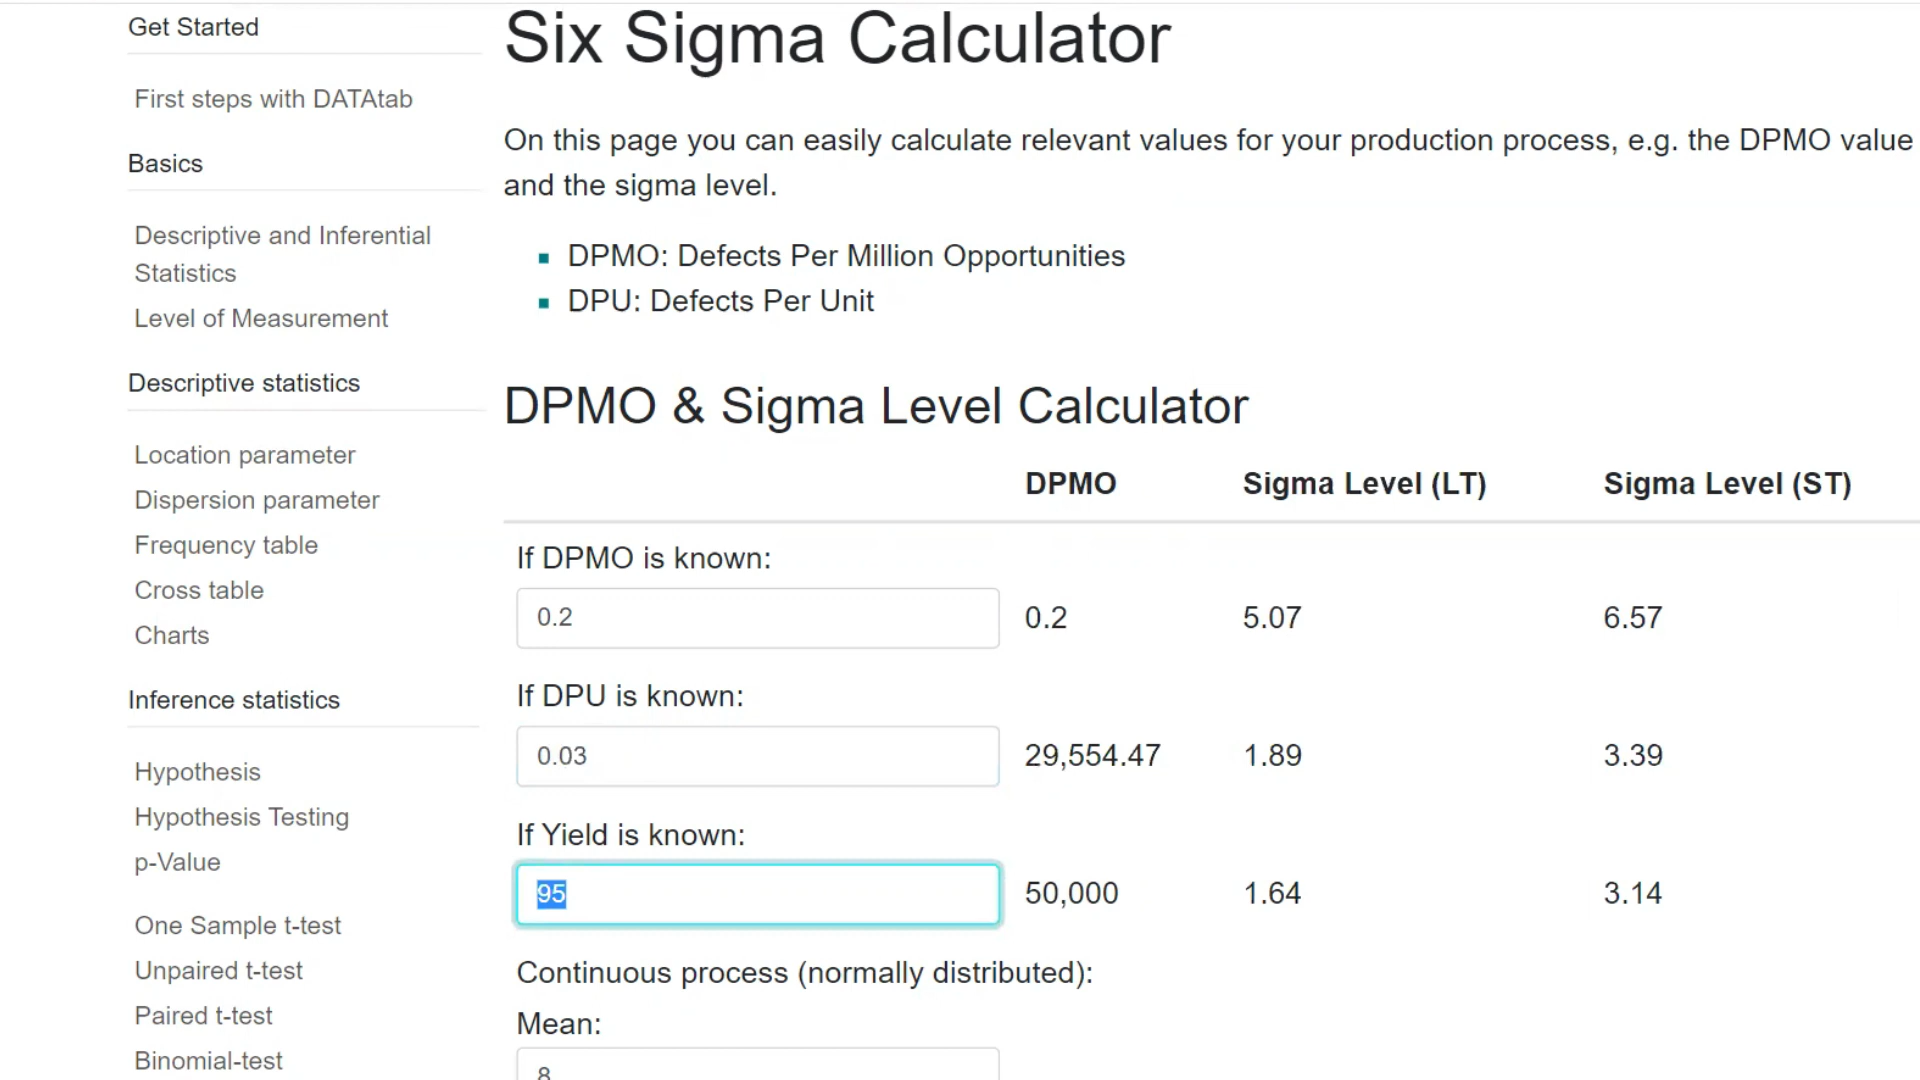 Get Started
First steps with DATAtab
Basics
Descriptive and Inferential
Statistics
Level of Measurement
Descriptive statistics
Location parameter
Dispersion parameter
Frequency table
Cross table
Charts
Inference statistics
Hypothesis
Hypothesis Testing
p-Value
One Sample t-test
Unpaired t-test
Paired t-test
Binomial-test
Six Sigma Calculator
On this page you can easily calculate relevant values for your production process, e.g. the DPMO value
and the sigma level.
DPMO: Defects Per Million Opportunities
DPU: Defects Per Unit
DPMO & Sigma Level Calculator
DPMO Sigma Level (LT) Sigma Level (ST)
If DPMO is known:
0.2 0.2 5.07 6.57
If DPU is known:
0.03 29,554.47 1.89 3.39
If Yield is known:
95 50,000 1.64 3.14
Continuous process (normally distributed):
Mean:
8